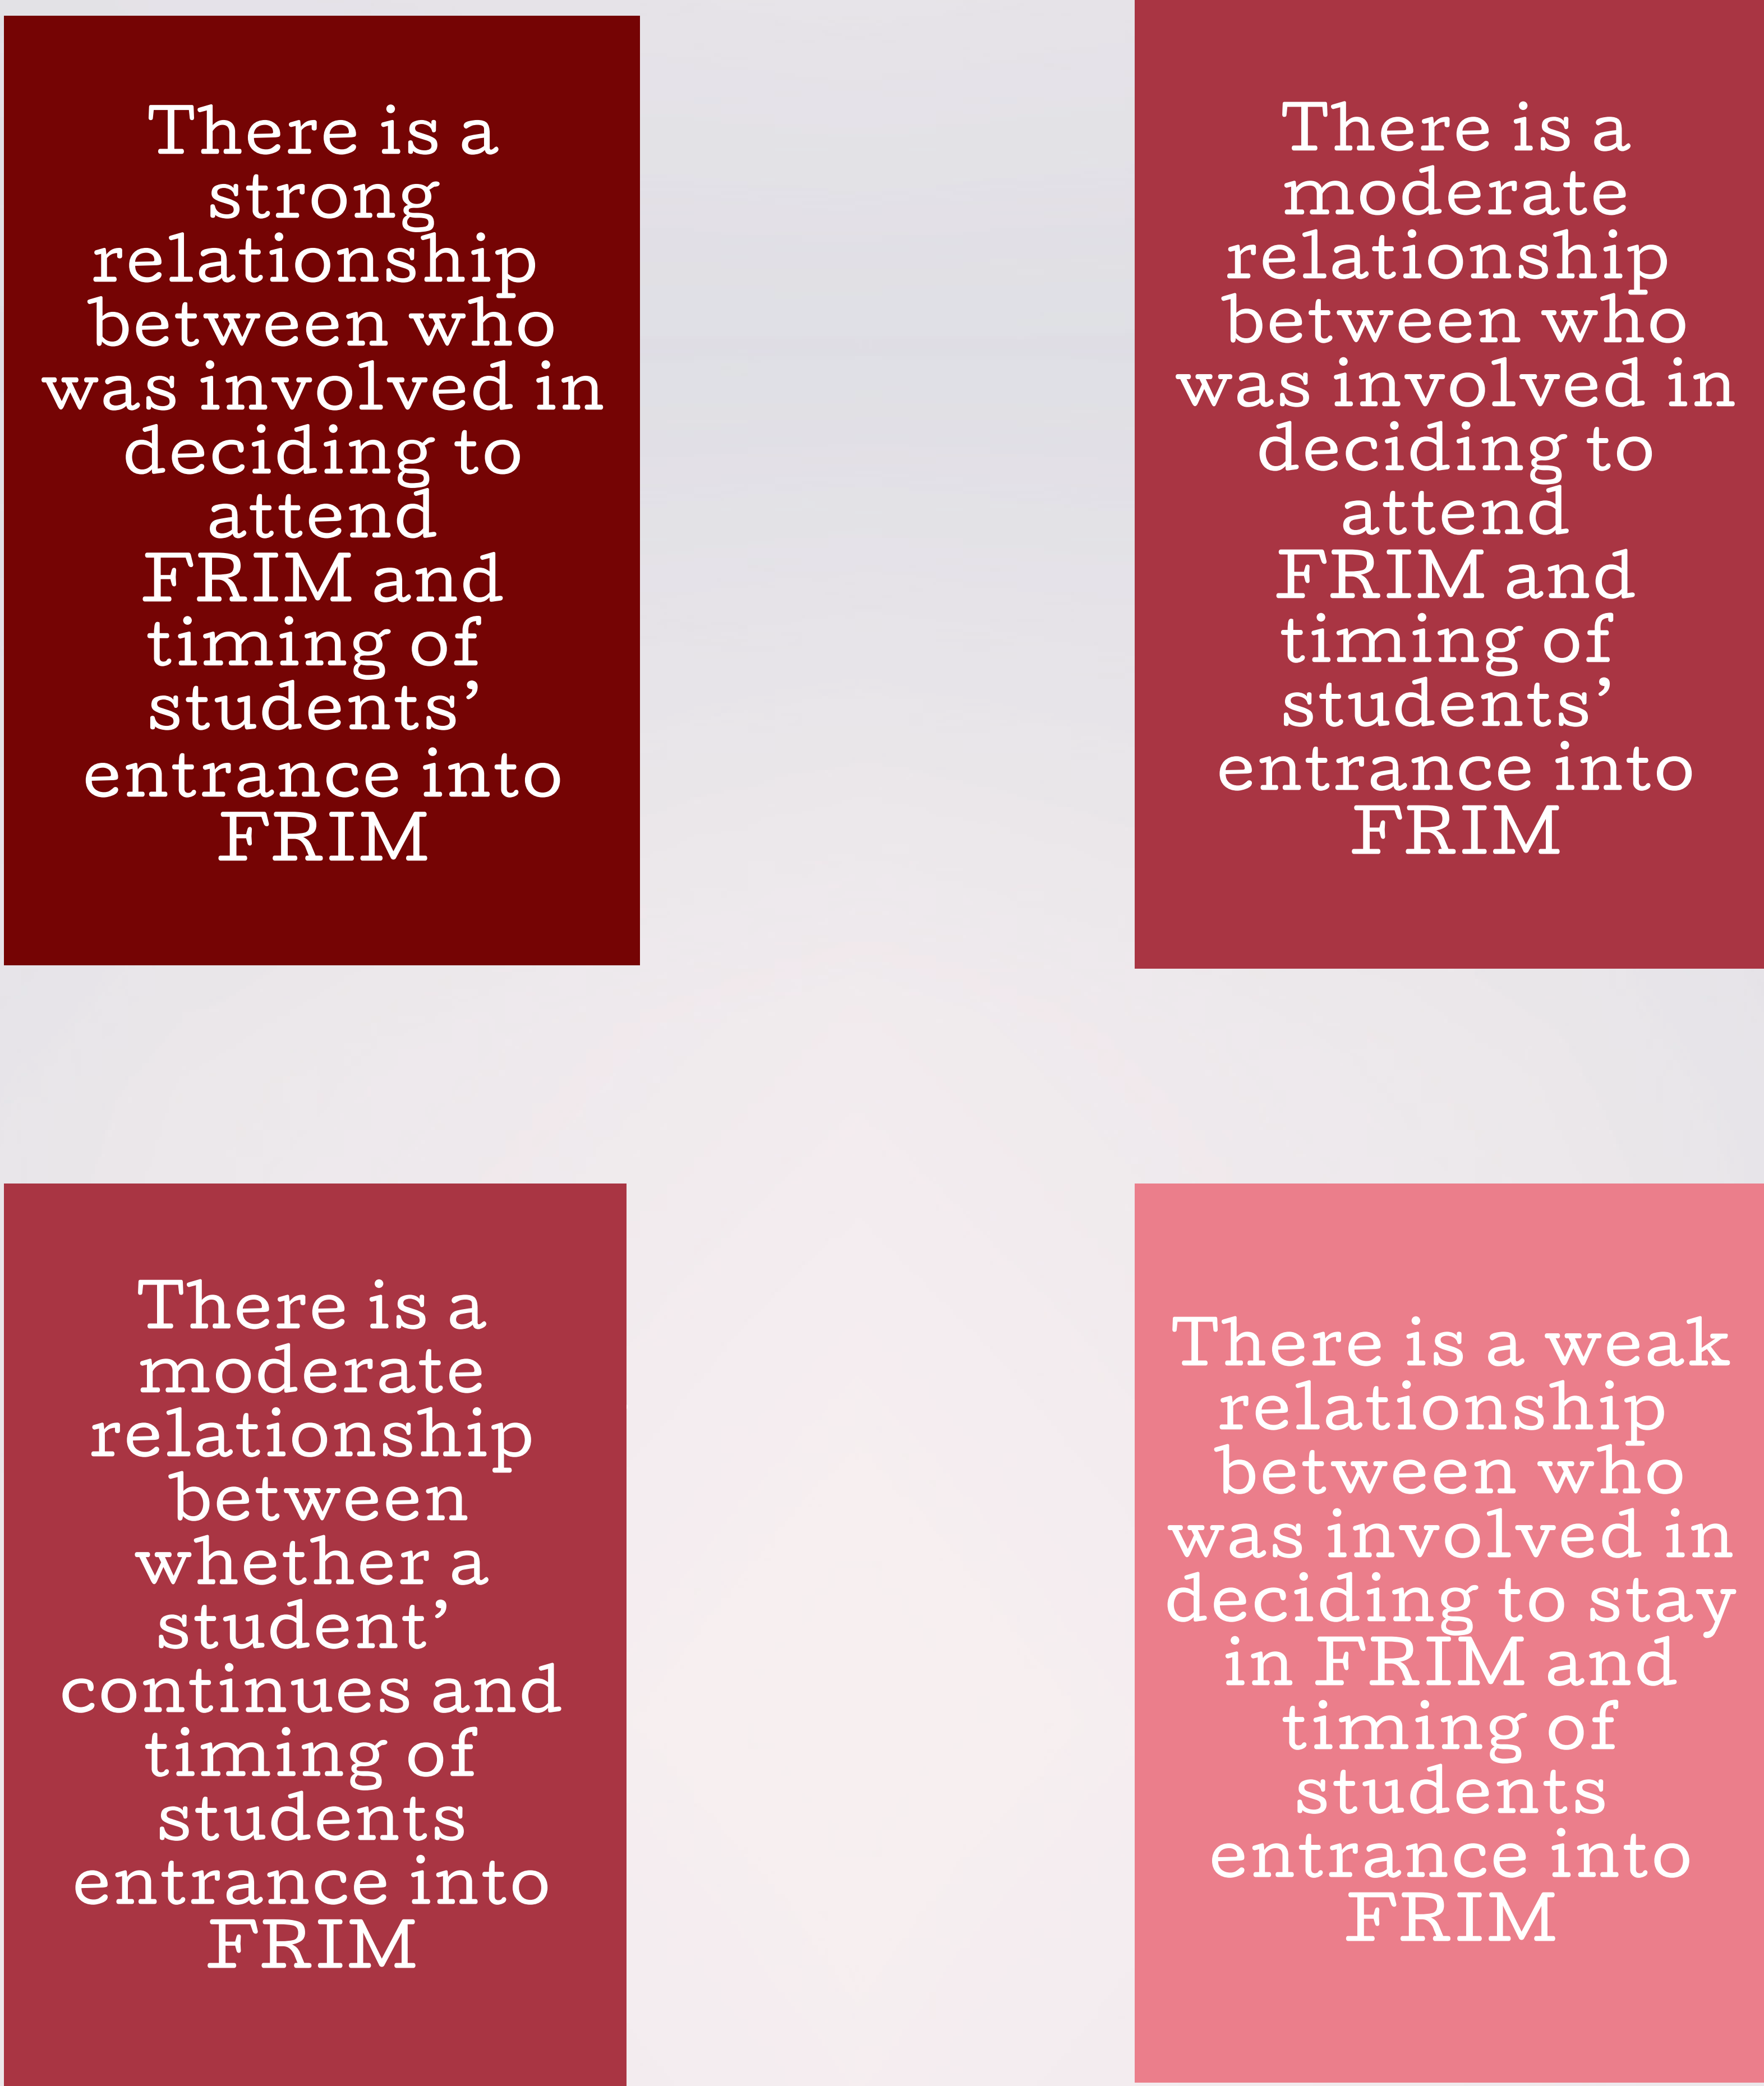 There is a
strong
relationship
between who
was involved in
deciding to
attend
FRIM and
timing of
students’
entrance into
FRIM
There is a
moderate
relationship
between who
was involved in
deciding to
attend
FRIM and
timing of
students’
entrance into
FRIM
There is a
moderate
relationship
between
whether a
student’
continues and
timing of
students
entrance into
FRIM
There is a weak
relationship
between who
was involved in
deciding to stay
in FRIM and
timing of
students
entrance into
FRIM